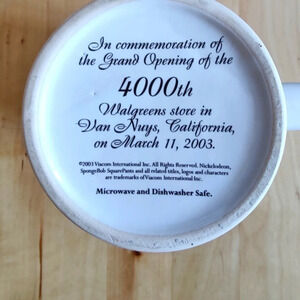 In commemoration of
the Grand Opening of the
4000th
Walgreens store in
Van Nuys, California,
on March 11, 2003.
©2003 Viacom International Inc. All Rights Reserved. Nickelodeon,
SpongeBob SquarePants and all related titles, logos and characters
are trademarks of Viacom International Inc.
Microwave and Dishwasher Safe.